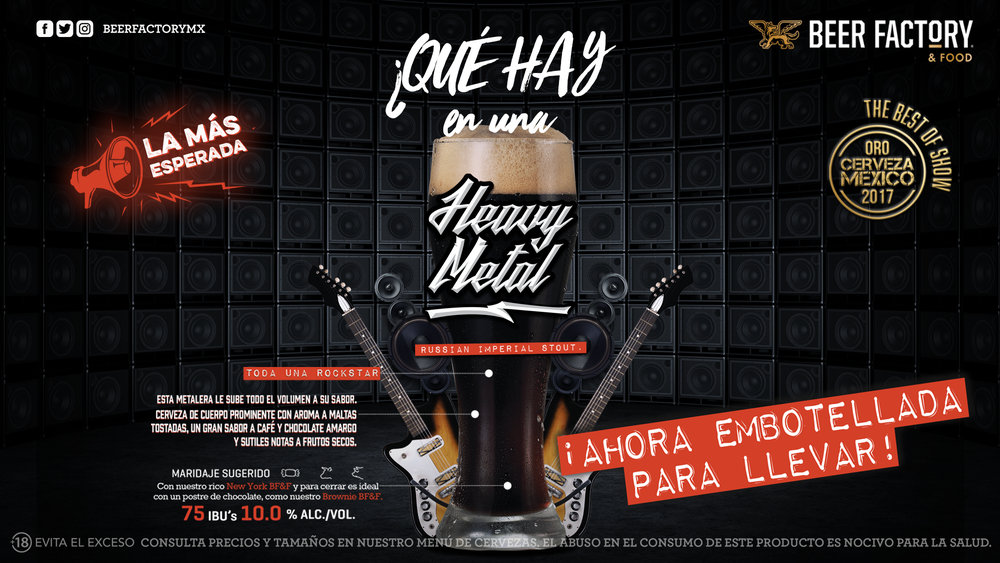 BEERFACTORYMX
BEER FACTORY
& FOOD
¡QUÉ HAY
en una
LA MÁS
ESPERADA
THE BEST OF SHOW
ORO
CERVEZA
MÉXICO
2017
Heavy
Metal
RUSSIAN IMPERIAL STOUT.
TODA UNA ROCKSTAR
ESTA METALERA LE SUBE TODO EL VOLUMEN A SU SABOR.
CERVEZA DE CUERPO PROMINENTE CON AROMA A MALTAS
TOSTADAS, UN GRAN SABOR A CAFÉ Y CHOCOLATE AMARGO
Y SUTILES NOTAS A FRUTOS SECOS.
¡AHORA EMBOTELLADA
PARA LLEVAR!
MARIDAJE SUGERIDO
Con nuestro rico New York BF&F y para cerrar es ideal
con un postre de chocolate, como nuestro Brownie BF&F.
75 IBU's 10.0 % ALC./VOL.
-18 EVITA EL EXCESO CONSULTA PRECIOS Y TAMAÑOS EN NUESTRO MENÚ DE CERVEZAS. EL ABUSO EN EL CONSUMO DE ESTE PRODUCTO ES NOCIVO PARA LA SALUD.